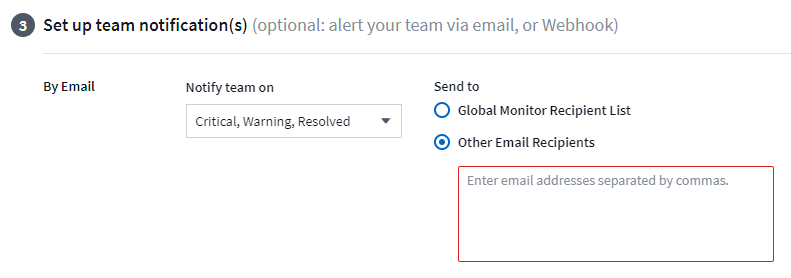 3 Set up team notification(s) (optional: alert your team via email, or Webhook)
By Email
Notify team on
Critical, Warning, Resolved
Send to
Global Monitor Recipient List
Other Email Recipients
Enter email addresses separated by commas.